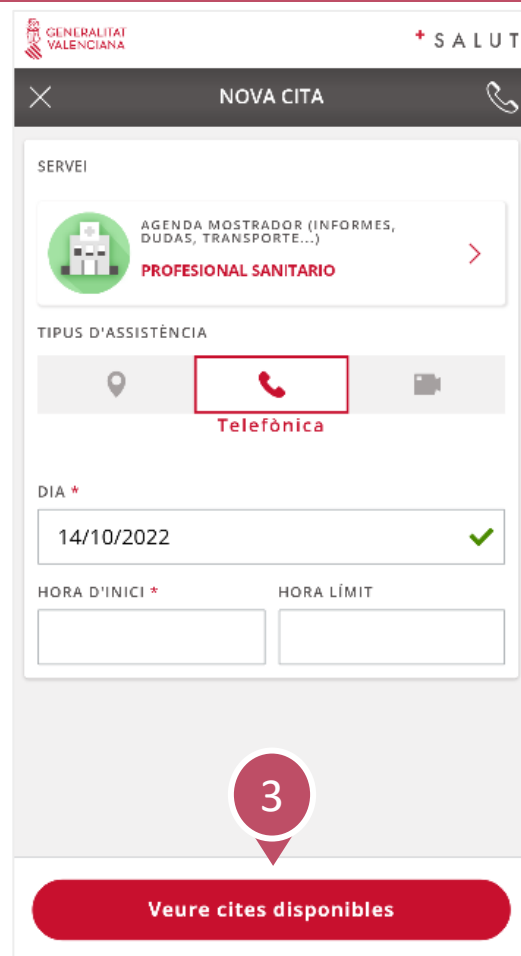 GENERALITAT
VALENCIANA
+ SALUT
NOVA CITA
SERVEI
AGENDA MOSTRADOR (INFORMES,
DUDAS, TRANSPORTE...)
PROFESIONAL SANITARIO
TIPUS D'ASSISTÈNCIA
Telefònica
DIA *
14/10/2022
HORA D'INICI * HORA LÍMIT
3
Veure cites disponibles